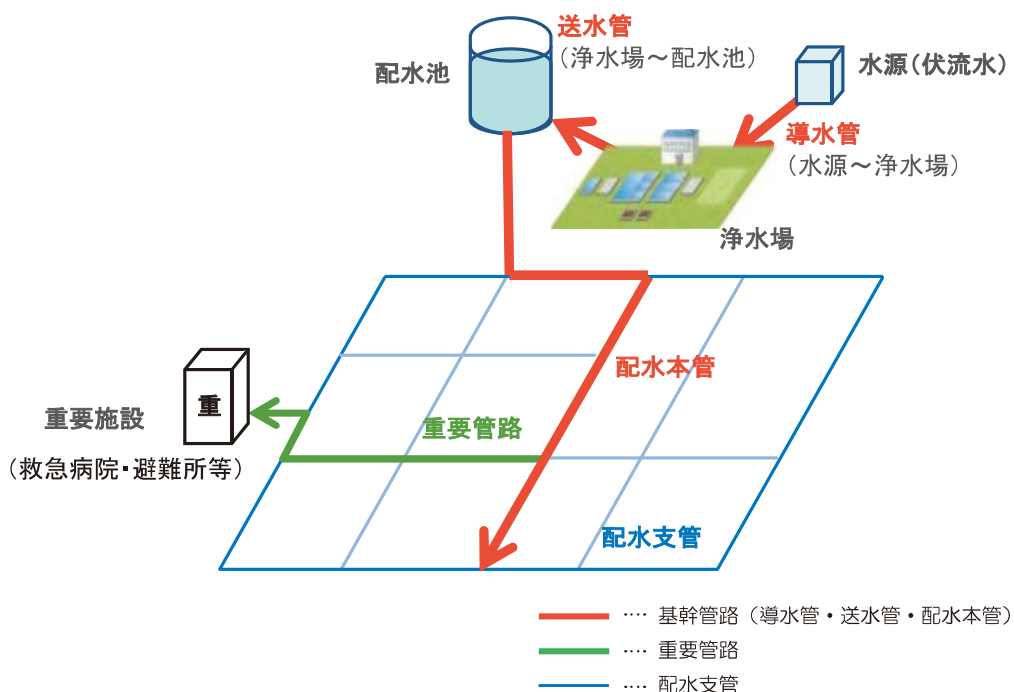 送水管
(浄水場～配水池)
配水池
水源(伏流水)
導水管
(水源～浄水場)
浄水場
配水本管
重
重要施設
(救急病院・避難所等)
重要管路
配水支管
…… 基幹管路（導水管・送水管・配水本管）
…… 重要管路
…… 配水支管